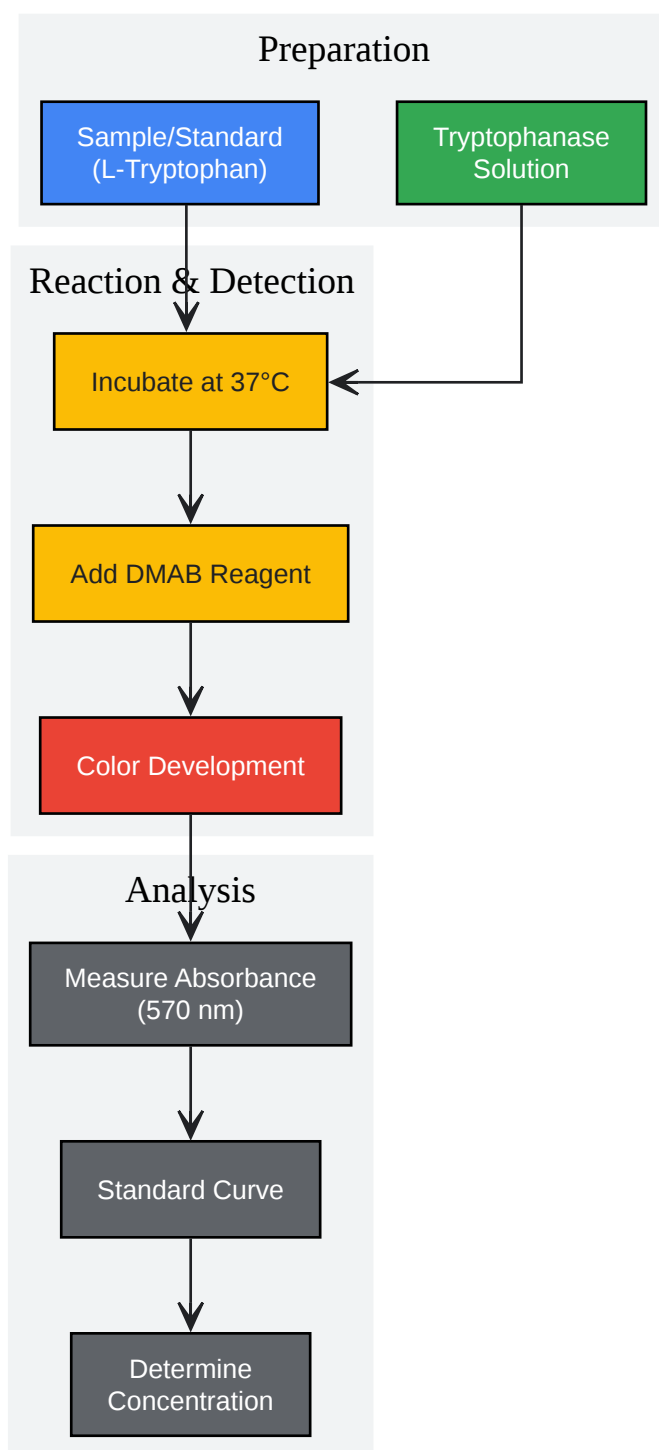 Preparation
Sample/Standard
(L-Tryptophan)
Tryptophanase
Solution
Reaction & Detection
Incubate at 37°C
Add DMAB Reagent
Color Development
Analysis
Measure Absorbance
(570 nm)
Standard Curve
Determine
Concentration